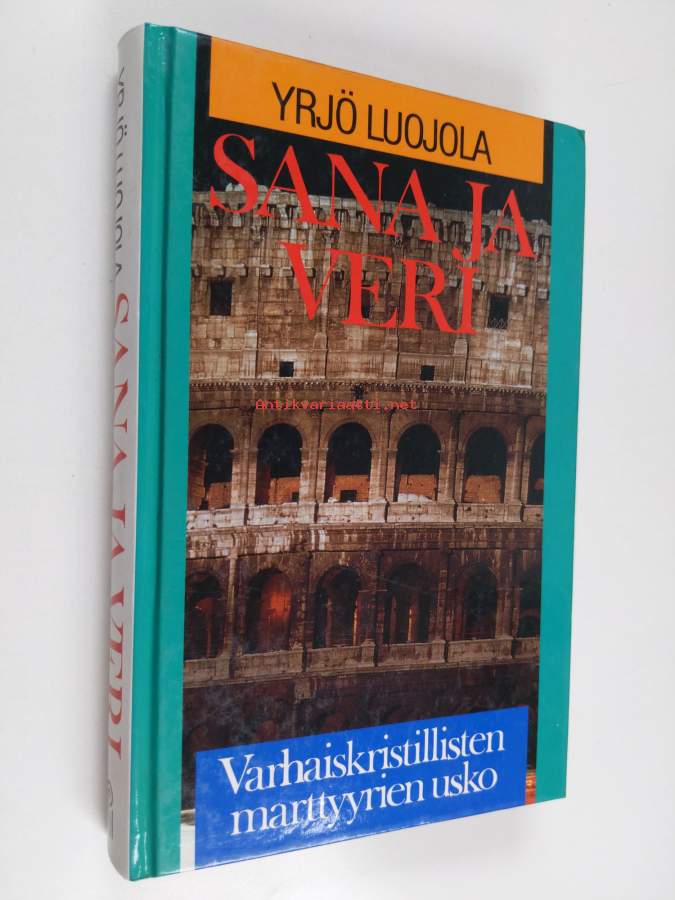 YRJÖ LUOJOLA
SANA JA
VERI
Antikvariaatti.net
Varhaiskristillisten
marttyyrien usko
YRJÖ LUOJOLA SANA JA VERI